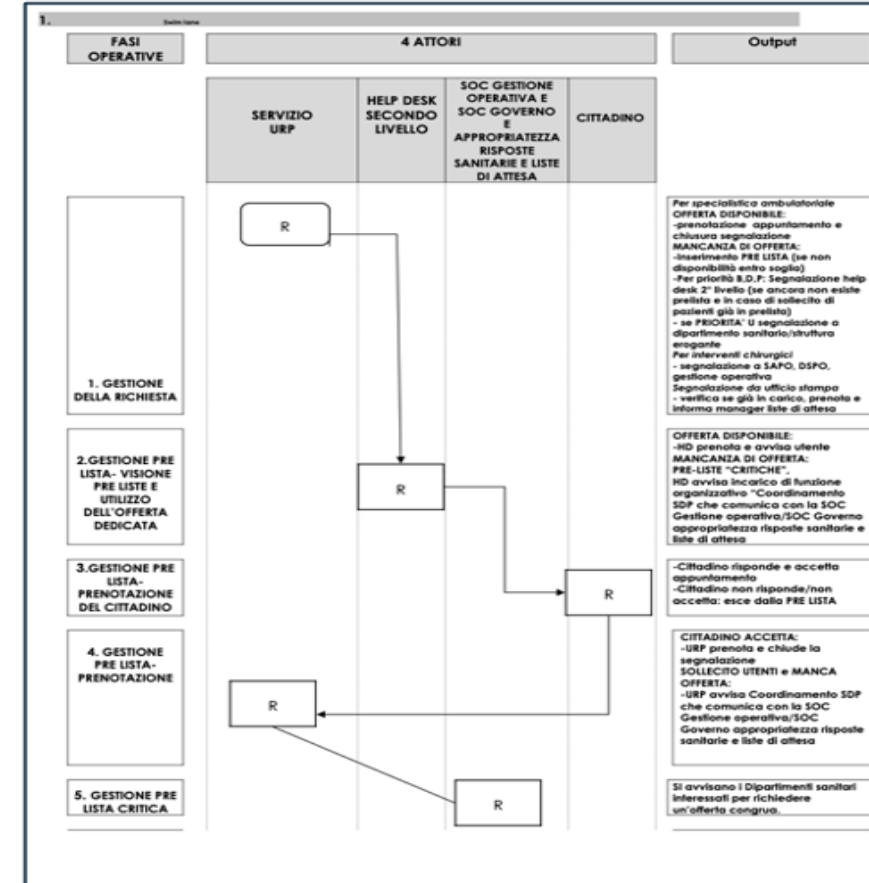 1.
Swim lane
FASI
OPERATIVE
4 ATTORI
Output
SERVIZIO
URP
HELP DESK
SECONDO
LIVELLO
SOC GESTIONE
OPERATIVA E
SOC GOVERNO
E
APPROPRIATEZZA
RISPOSTE
SANITARIE E LISTE
DI ATTESA
CITTADINO
1. GESTIONE
DELLA RICHIESTA
R
Per specialistica ambulatoriale
OFFERTA DISPONIBILE:
-prenotazione appuntamento e
chiusura segnalazione
MANCANZA DI OFFERTA:
-Inserimento PRE LISTA (se non
disponibilità entro soglia)
-Per priorità B,D,P: Segnalazione help
desk 2° livello (se ancora non esiste
prelista e in caso di sollecito di
pazienti già in prelista)
- se PRIORITA' U segnalazione a
dipartimento sanitario/struttura
erogante
Per interventi chirurgici
- segnalazione a SAPO, DSPO,
gestione operativa
Segnalazione da ufficio stampa
- verifica se già in carico, prenota e
informa manager liste di attesa
2.GESTIONE PRE
LISTA- VISIONE
PRE LISTE E
UTILIZZO
DELL'OFFERTA
DEDICATA
R
OFFERTA DISPONIBILE:
-HD prenota e avvisa utente
MANCANZA DI OFFERTA:
PRE-LISTE "CRITICHE",
HD avvisa incarico di funzione
organizzativo "Coordinamento
SDP che comunica con la SOC
Gestione operativa/SOC Governo
appropriatezza risposte sanitarie e
liste di attesa
3.GESTIONE PRE
LISTA-
PRENOTAZIONE
DEL CITTADINO
R
-Cittadino risponde e accetta
appuntamento
-Cittadino non risponde/non
accetta: esce dalla PRE LISTA
4. GESTIONE
PRE LISTA-
PRENOTAZIONE
R
CITTADINO ACCETTA:
-URP prenota e chiude la
segnalazione
SOLLECITO UTENTI e MANCA
OFFERTA:
-URP avvisa Coordinamento SDP
che comunica con la SOC
Gestione operativa/SOC
Governo appropriatezza risposte
sanitarie e liste di attesa
5. GESTIONE PRE
LISTA CRITICA
R
Si avvisano i Dipartimenti sanitari
interessati per richiedere
un'offerta congrua.